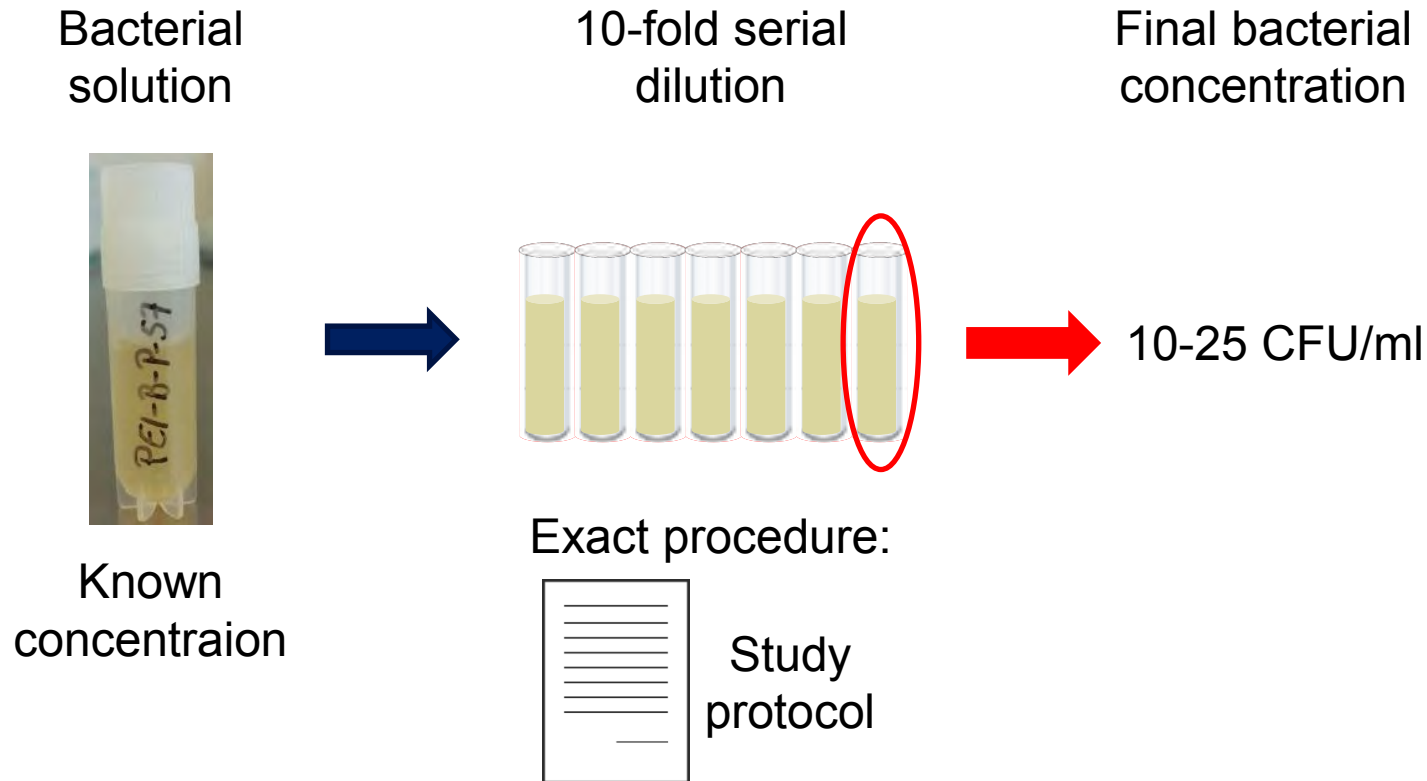 Bacterial
solution
10-fold serial
dilution
Final bacterial
concentration
PEI-B-P-57
10-25 CFU/ml
Known
concentraion
Exact procedure:
Study
protocol